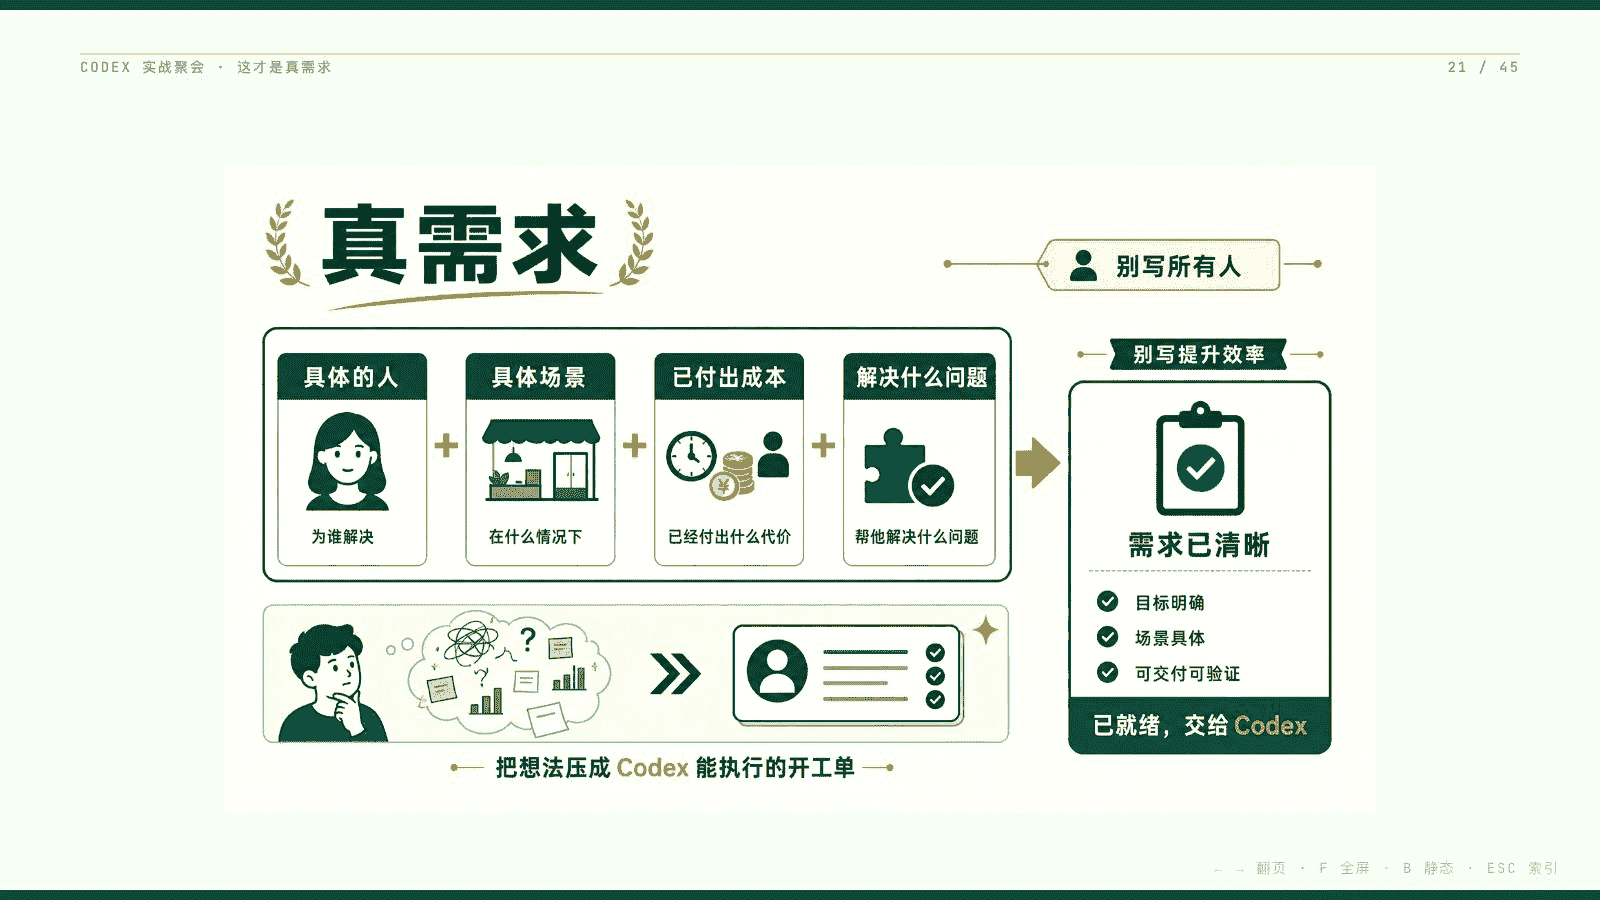 CODEX 实战聚会 · 这才是真需求
21 / 45
真需求
别写所有人
具体的人
为谁解决
具体场景
在什么情况下
已付出成本
¥
已经付出什么代价
解决什么问题
帮他解决什么问题
别写提升效率
需求已清晰
目标明确
场景具体
可交付可验证
已就绪，交给 Codex
?
?
把想法压成 Codex 能执行的开工单
← → 翻页 · F 全屏 · B 静态 · ESC 索引